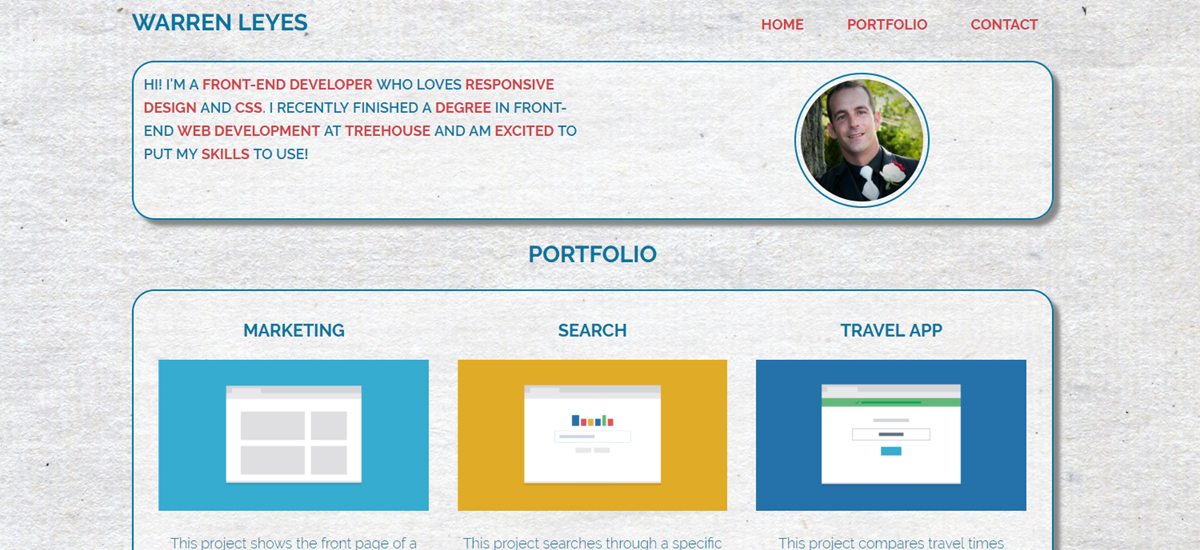 WARREN LEYES
HOME PORTFOLIO CONTACT
HI! I'M A FRONT-END DEVELOPER WHO LOVES RESPONSIVE
DESIGN AND CSS. I RECENTLY FINISHED A DEGREE IN FRONT-
END WEB DEVELOPMENT AT TREEHOUSE AND AM EXCITED TO
PUT MY SKILLS TO USE!
PORTFOLIO
MARKETING
SEARCH
TRAVEL APP
This project shows the front page of a
This project searches through a specific
This project compares travel times